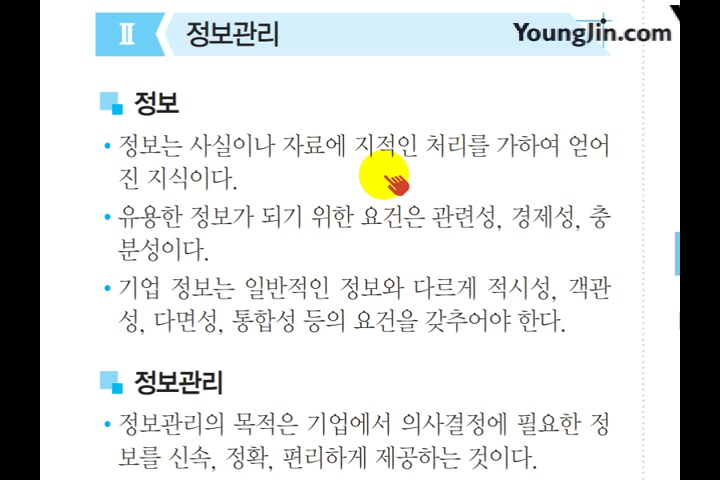 Ⅱ 정보관리
YoungJin.com
정보
• 정보는 사실이나 자료에 지적인 처리를 가하여 얻어
진 지식이다.
• 유용한 정보가 되기 위한 요건은 관련성, 경제성, 충
분성이다.
• 기업 정보는 일반적인 정보와 다르게 적시성, 객관
성, 다면성, 통합성 등의 요건을 갖추어야 한다.
정보관리
• 정보관리의 목적은 기업에서 의사결정에 필요한 정
보를 신속, 정확, 편리하게 제공하는 것이다.